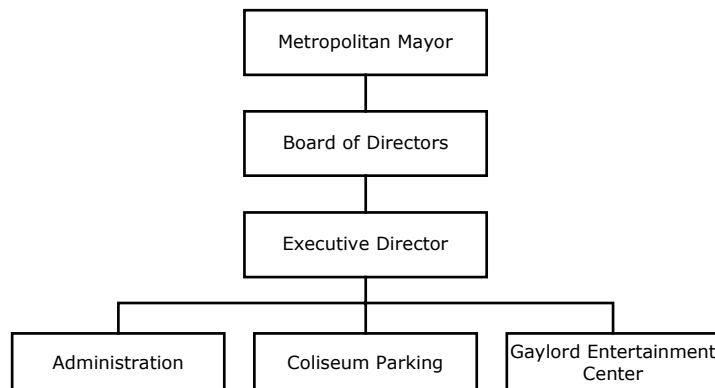 Metropolitan Mayor
Board of Directors
Executive Director
Administration
Coliseum Parking
Gaylord Entertainment
Center